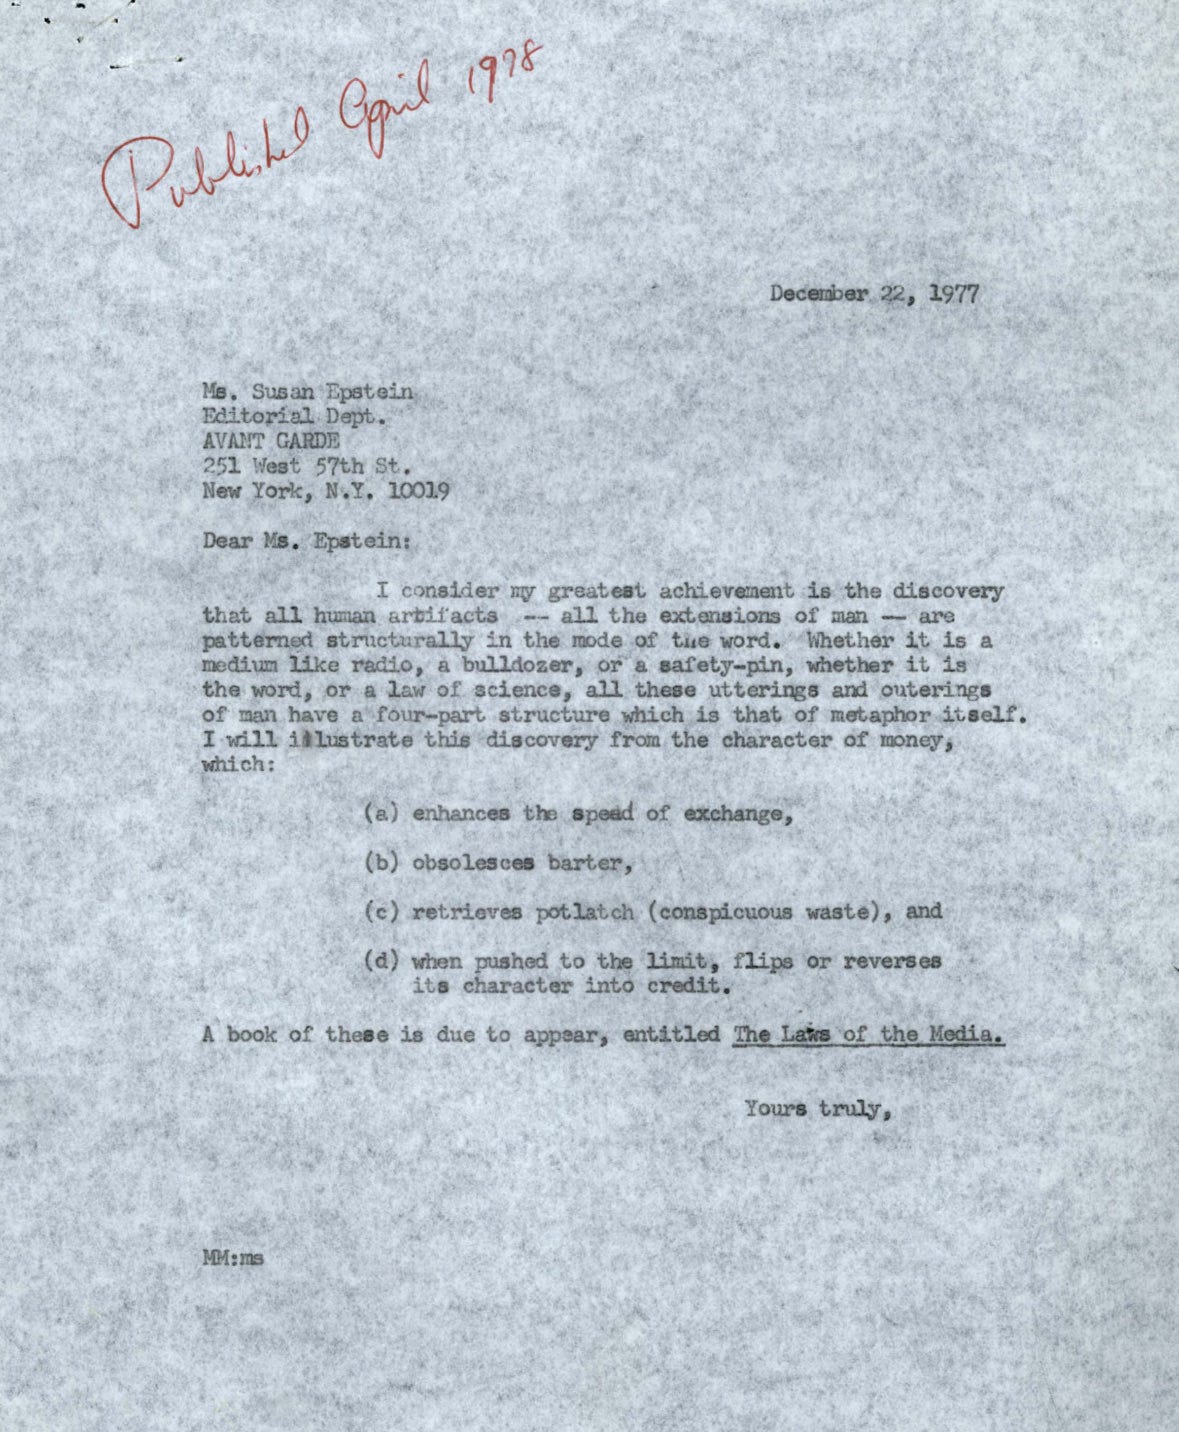 Published April 1978
December 22, 1977
Ms. Susan Epstein
Editorial Dept.
AVANT GARDE
251 West 57th St.
New York, N.Y. 10019
Dear Ms. Epstein:
I consider my greatest achievement is the discovery
that all human artifacts -- all the extensions of man -- are
patterned structurally in the mode of the word. Whether it is a
medium like radio, a bulldozer, or a safety-pin, whether it is
the word, or a law of science, all these utterings and outerings
of man have a four-part structure which is that of metaphor itself.
I will illustrate this discovery from the character of money,
which:
(a) enhances the speed of exchange,
(b) obsolesces barter,
(c) retrieves potlatch (conspicuous waste), and
(d) when pushed to the limit, flips or reverses
its character into credit.
A book of these is due to appear, entitled The Laws of the Media.
Yours truly,
MM:ms